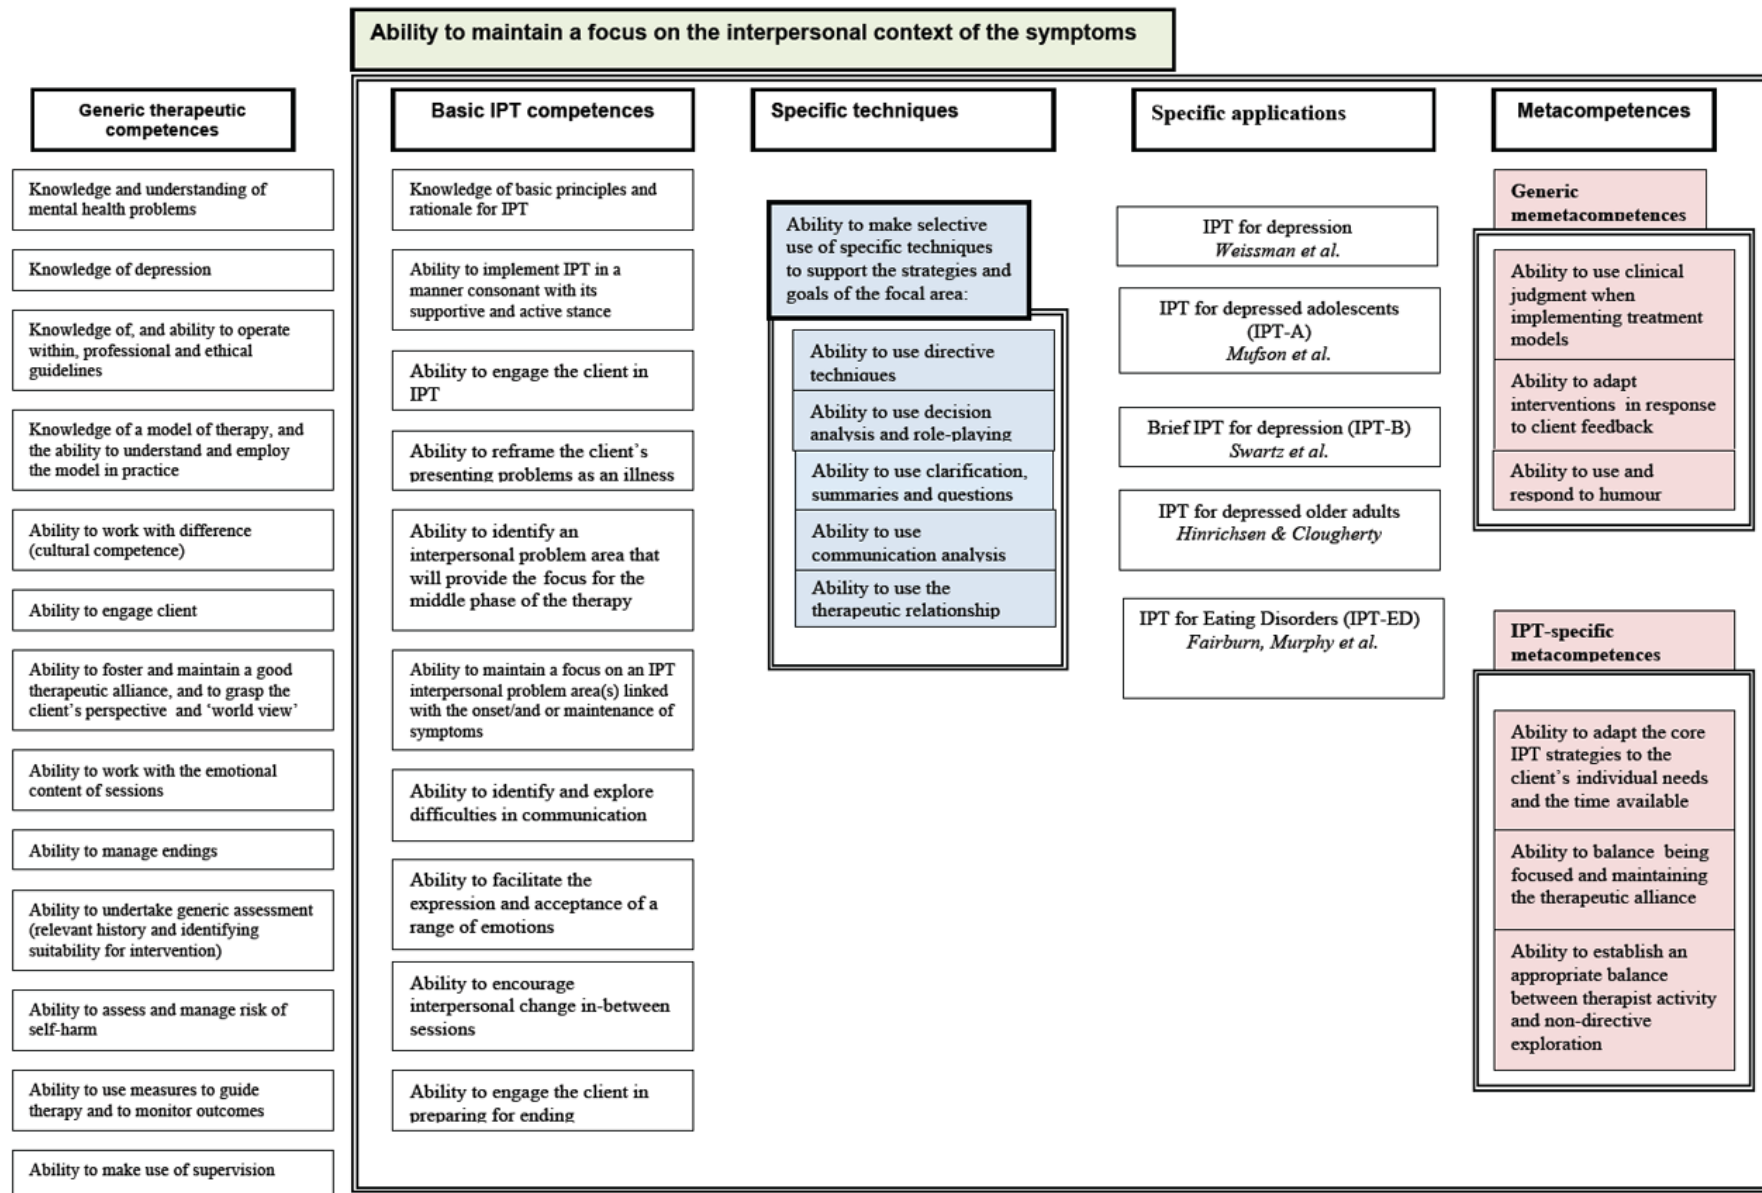 Ability to maintain a focus on the interpersonal context of the symptoms
Generic therapeutic
competences
Knowledge and understanding of
mental health problems
Knowledge of depression
Knowledge of, and ability to operate
within, professional and ethical
guidelines
Knowledge of a model of therapy, and
the ability to understand and employ
the model in practice
Ability to work with difference
(cultural competence)
Ability to engage client
Ability to foster and maintain a good
therapeutic alliance, and to grasp the
client's perspective and 'world view'
Ability to work with the emotional
content of sessions
Ability to manage endings
Ability to undertake generic assessment
(relevant history and identifying
suitability for intervention)
Ability to assess and manage risk of
self-harm
Ability to use measures to guide
therapy and to monitor outcomes
Ability to make use of supervision
Basic IPT competences
Knowledge of basic principles and
rationale for IPT
Ability to implement IPT in a
manner consonant with its
supportive and active stance
Ability to engage the client in
IPT
Ability to reframe the client's
presenting problems as an illness
Ability to identify an
interpersonal problem area that
will provide the focus for the
middle phase of the therapy
Ability to maintain a focus on an IPT
interpersonal problem area(s) linked
with the onset/and or maintenance of
symptoms
Ability to identify and explore
difficulties in communication
Ability to facilitate the
expression and acceptance of a
range of emotions
Ability to encourage
interpersonal change in-between
sessions
Ability to engage the client in
preparing for ending
Specific techniques
Ability to make selective
use of specific techniques
to support the strategies and
goals of the focal area:
Ability to use directive
techniques
Ability to use decision
analysis and role-playing
Ability to use clarification,
summaries and questions
Ability to use
communication analysis
Ability to use the
therapeutic relationship
Specific applications
IPT for depression
Weissman et al.
IPT for depressed adolescents
(IPT-A)
Mufson et al.
Brief IPT for depression (IPT-B)
Swartz et al.
IPT for depressed older adults
Hinrichsen & Clougherty
IPT for Eating Disorders (IPT-ED)
Fairburn, Murphy et al.
Metacompetences
Generic
memetacompetences
Ability to use clinical
judgment when
implementing treatment
models
Ability to adapt
interventions in response
to client feedback
Ability to use and
respond to humour
IPT-specific
metacompetences
Ability to adapt the core
IPT strategies to the
client's individual needs
and the time available
Ability to balance being
focused and maintaining
the therapeutic alliance
Ability to establish an
appropriate balance
between therapist activity
and non-directive
exploration